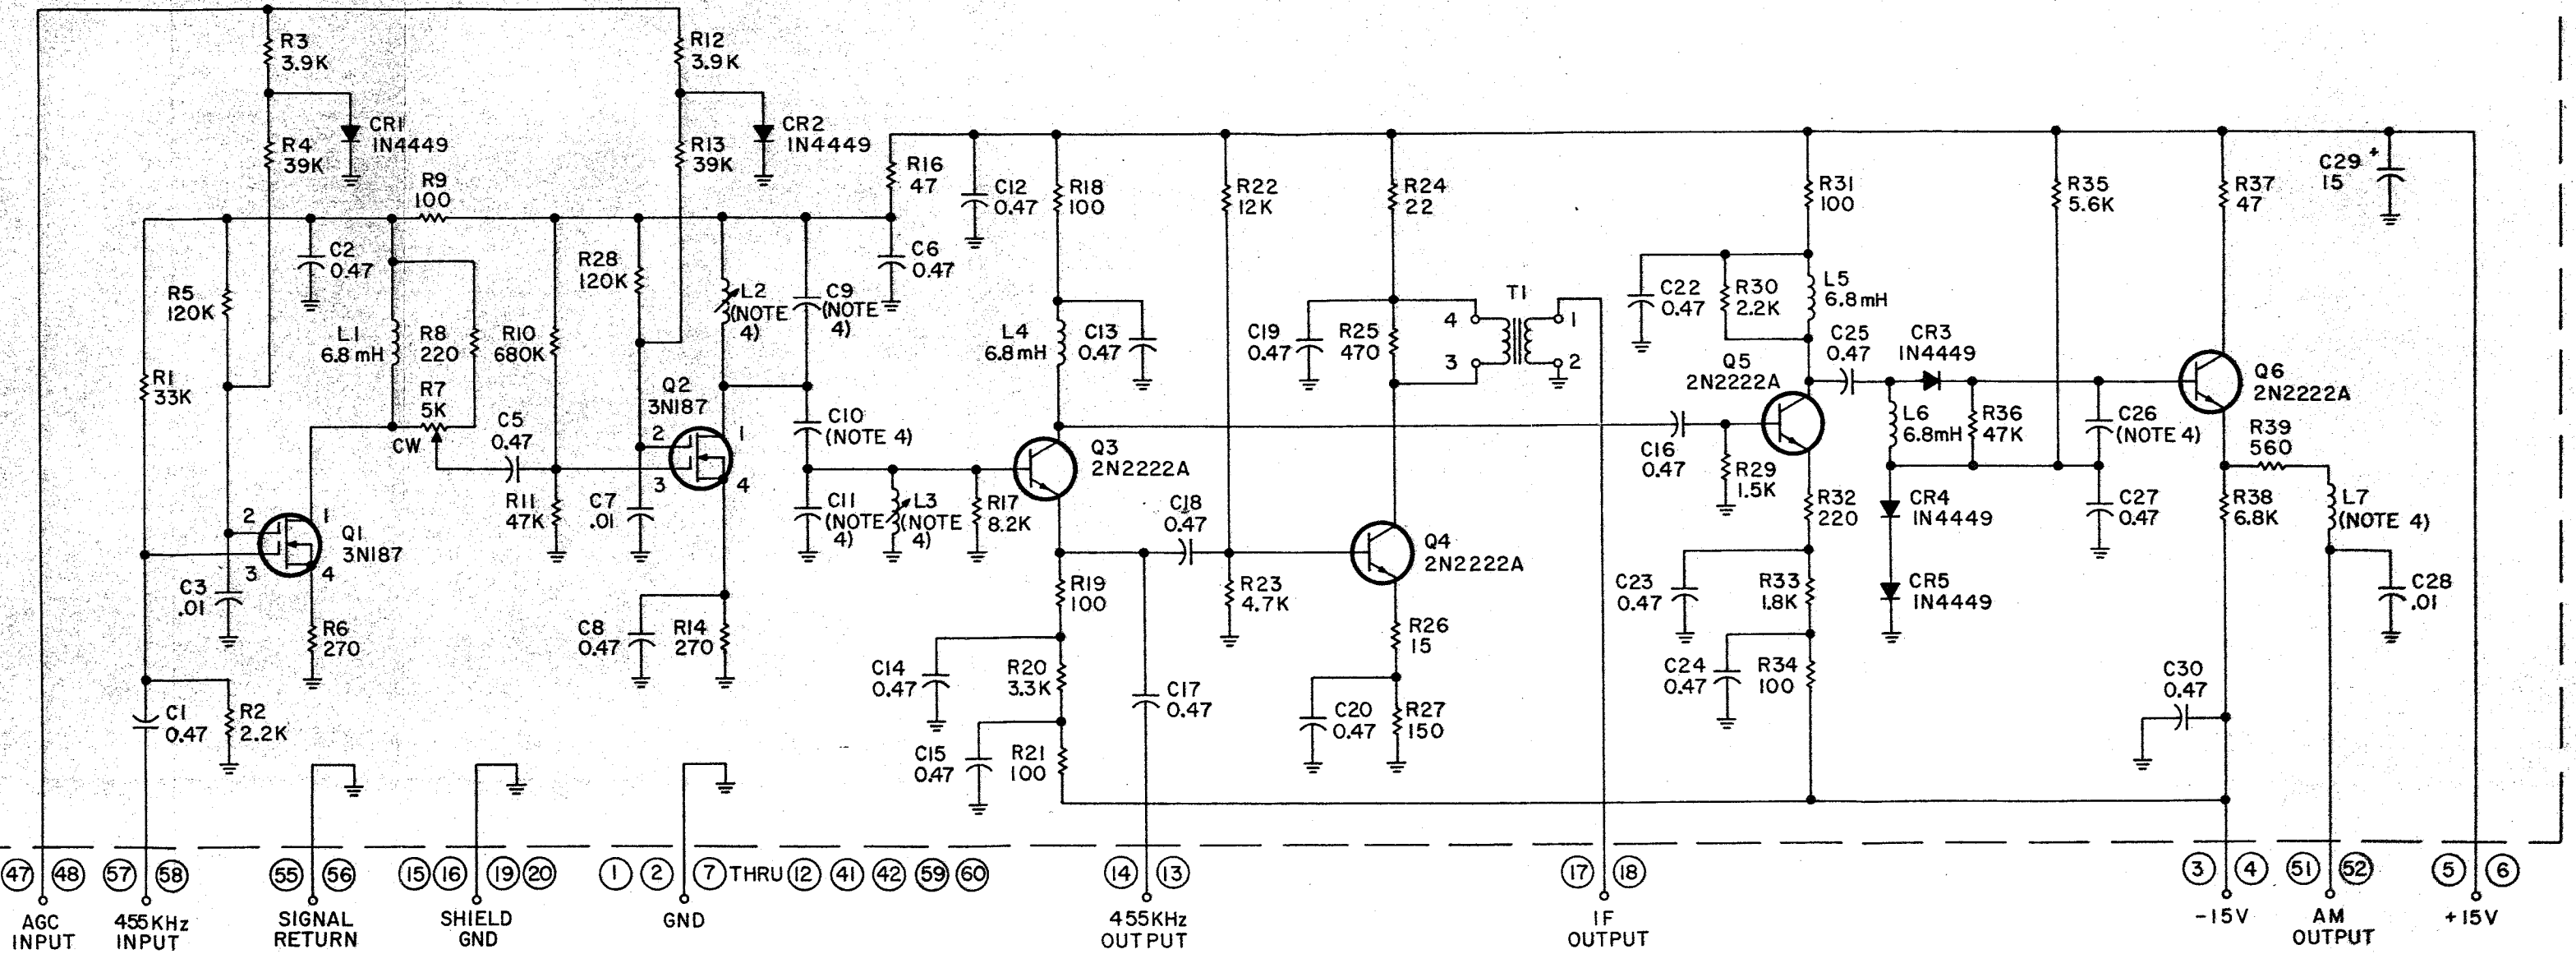 R3
3.9K
R12
3.9K
CR1
1N4449
CR2
1N4449
R4
39K
R13
39K
R9
100
R16
47
C12
0.47
R18
100
R22
12K
R24
22
R31
100
R35
5.6K
R37
47
C29
15
+
C2
0.47
R28
120K
C6
0.47
R5
120K
L2
(NOTE
4)
C9
(NOTE
4)
T1
C22
0.47
R30
2.2K
L5
6.8mH
L1
6.8mH
R8
220
R10
680K
L4
6.8mH
C13
0.47
C19
0.47
R25
470
4
3
1
2
C25
0.47
CR3
1N4449
R1
33K
R7
5K
CW
C5
0.47
Q2
3N187
2
3
1
4
C10
(NOTE 4)
Q5
2N2222A
Q6
2N2222A
L6
6.8mH
R36
47K
C26
(NOTE 4)
R39
560
Q3
2N2222A
C16
0.47
R29
1.5K
R11
47K
C7
.01
C11
(NOTE
4)
L3
(NOTE
4)
R17
8.2K
C18
0.47
R32
220
CR4
1N4449
C27
0.47
R38
6.8K
L7
(NOTE 4)
2
3
1
4
Q1
3N187
Q4
2N2222A
C3
.01
R19
100
R23
4.7K
C23
0.47
R33
1.8K
CR5
1N4449
C28
.01
R6
270
C8
0.47
R14
270
R26
15
C14
0.47
R20
3.3K
C17
0.47
C24
0.47
R34
100
C30
0.47
C1
0.47
R2
2.2K
C20
0.47
R27
150
C15
0.47
R21
100
47 48
57 58
55 56
15 16 19 20
1 2 7 THRU 12 41 42 59 60
14 13
17 18
3 4
51 52
5 6
AGC
INPUT
455KHz
INPUT
SIGNAL
RETURN
SHIELD
GND
GND
455KHz
OUTPUT
IF
OUTPUT
-15V
AM
OUTPUT
+15V